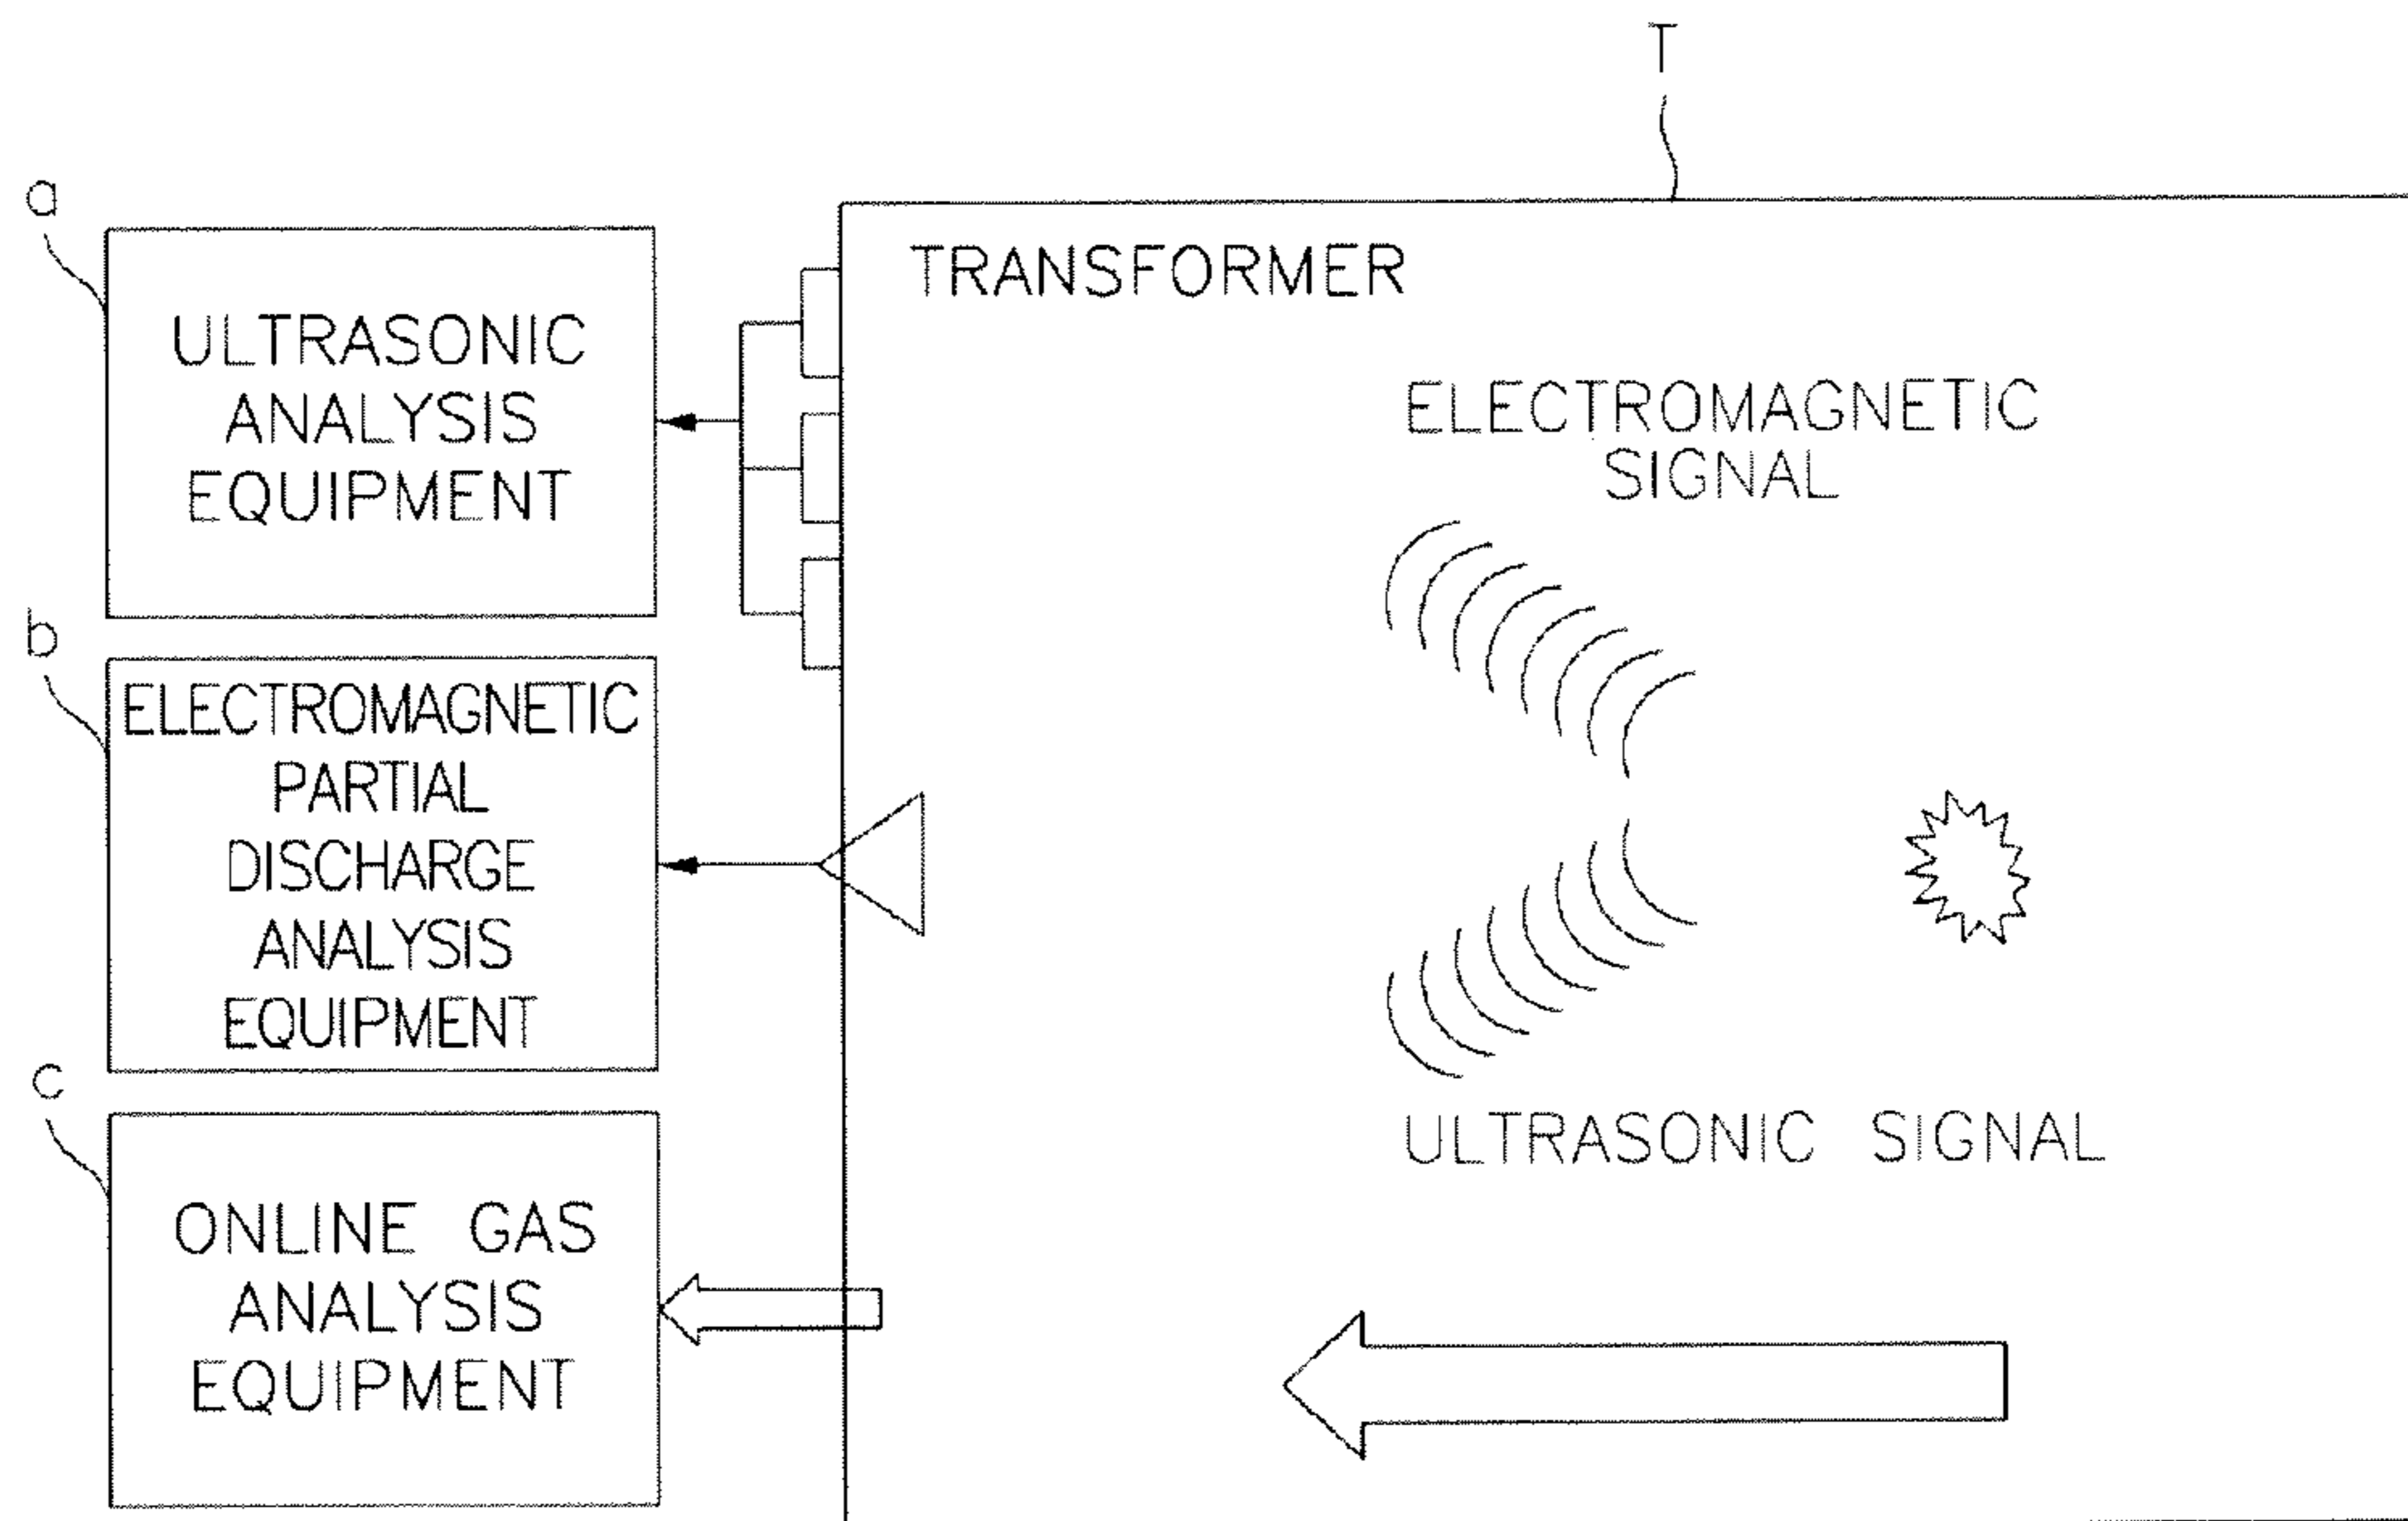 T
a
TRANSFORMER
ULTRASONIC
ANALYSIS
EQUIPMENT
ELECTROMAGNETIC
SIGNAL
b
ELECTROMAGNETIC
PARTIAL
DISCHARGE
ANALYSIS
EQUIPMENT
c
ULTRASONIC SIGNAL
ONLINE GAS
ANALYSIS
EQUIPMENT